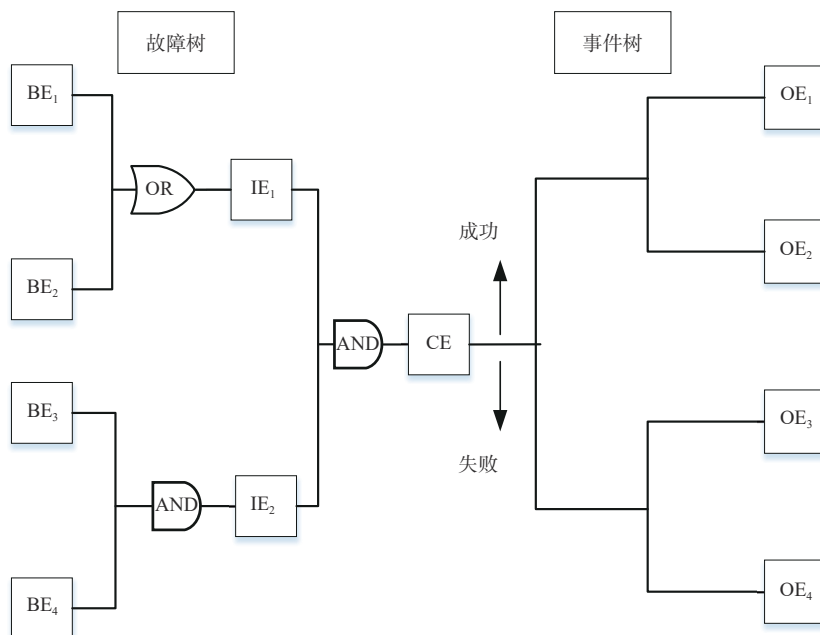 故障树
事件树
BE₁
OE₁
OR
IE₁
成功
OE₂
BE₂
AND
CE
BE₃
OE₃
失败
AND
IE₂
BE₄
OE₄